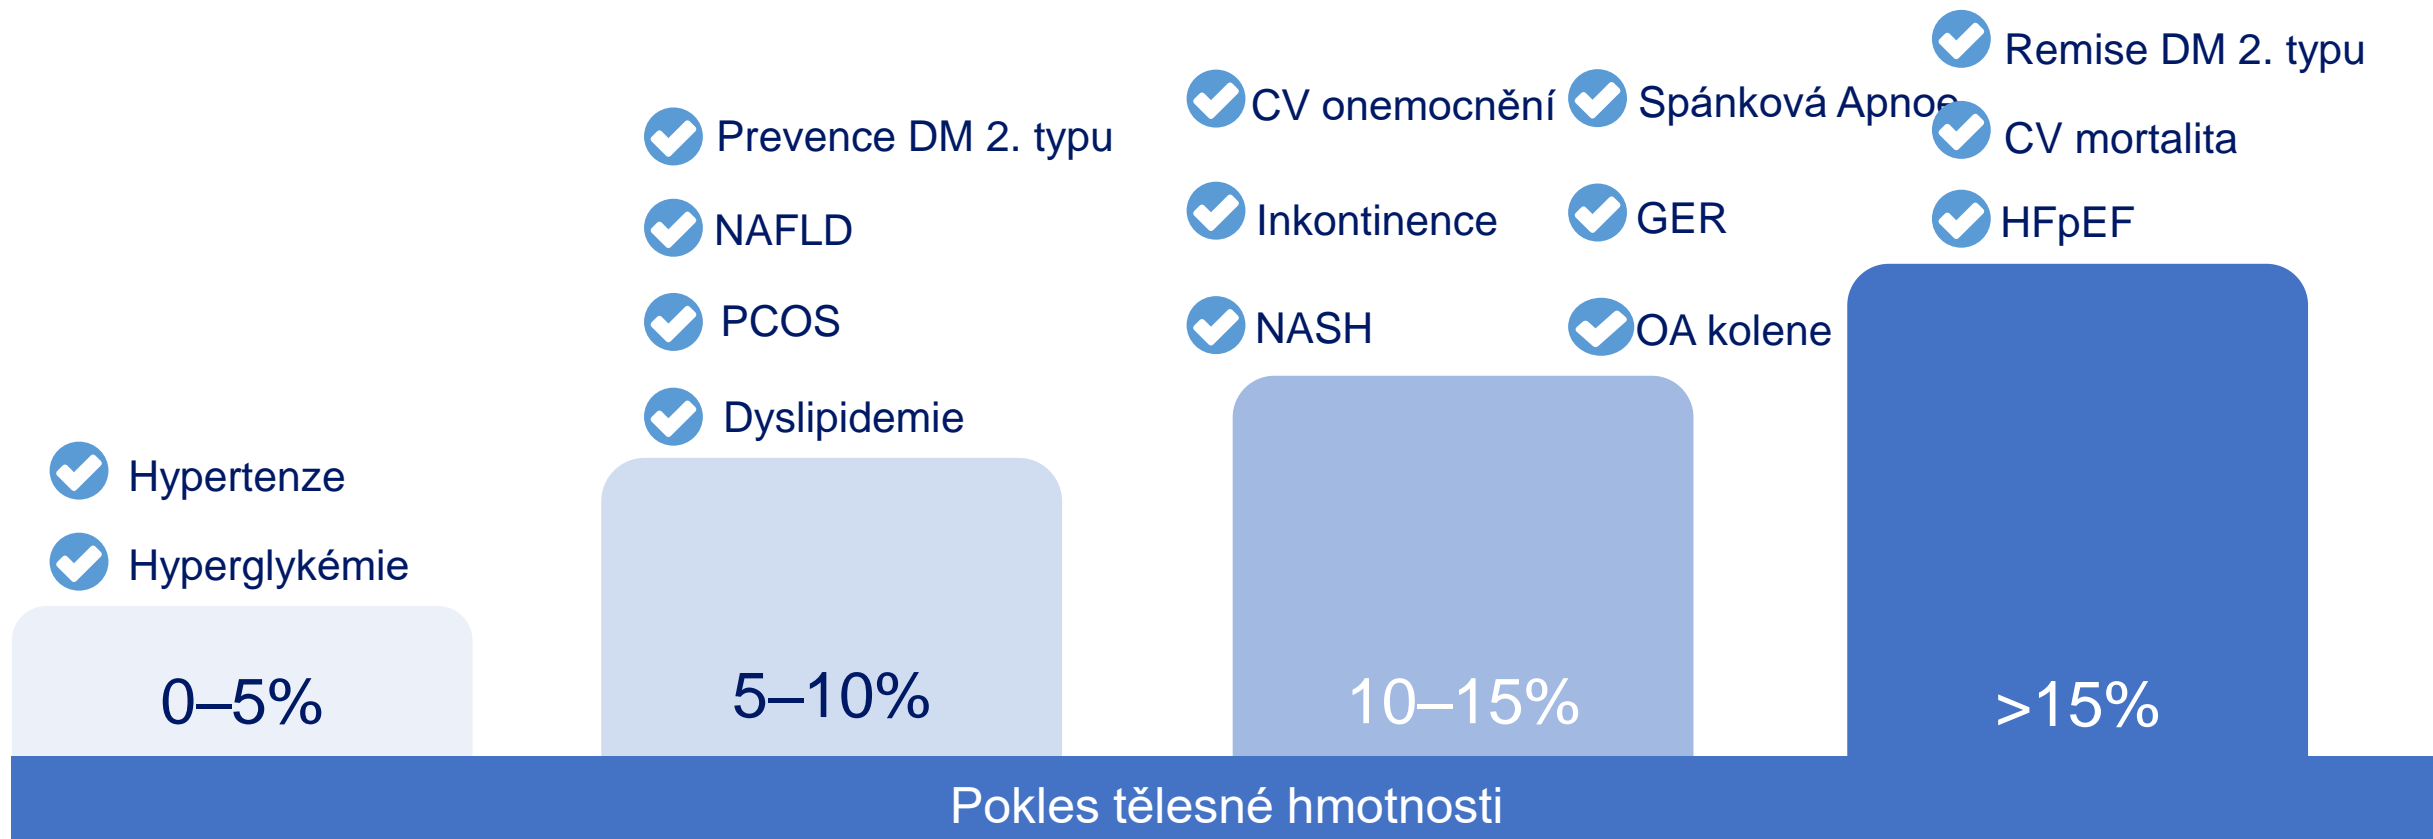 Hypertenze
Hyperglykémie
0–5%
Prevence DM 2. typu
NAFLD
PCOS
Dyslipidemie
5–10%
CV onemocnění
Inkontinence
NASH
Spánková Apnoe
GER
OA kolene
10–15%
Remise DM 2. typu
CV mortalita
HFpEF
>15%
Pokles tělesné hmotnosti